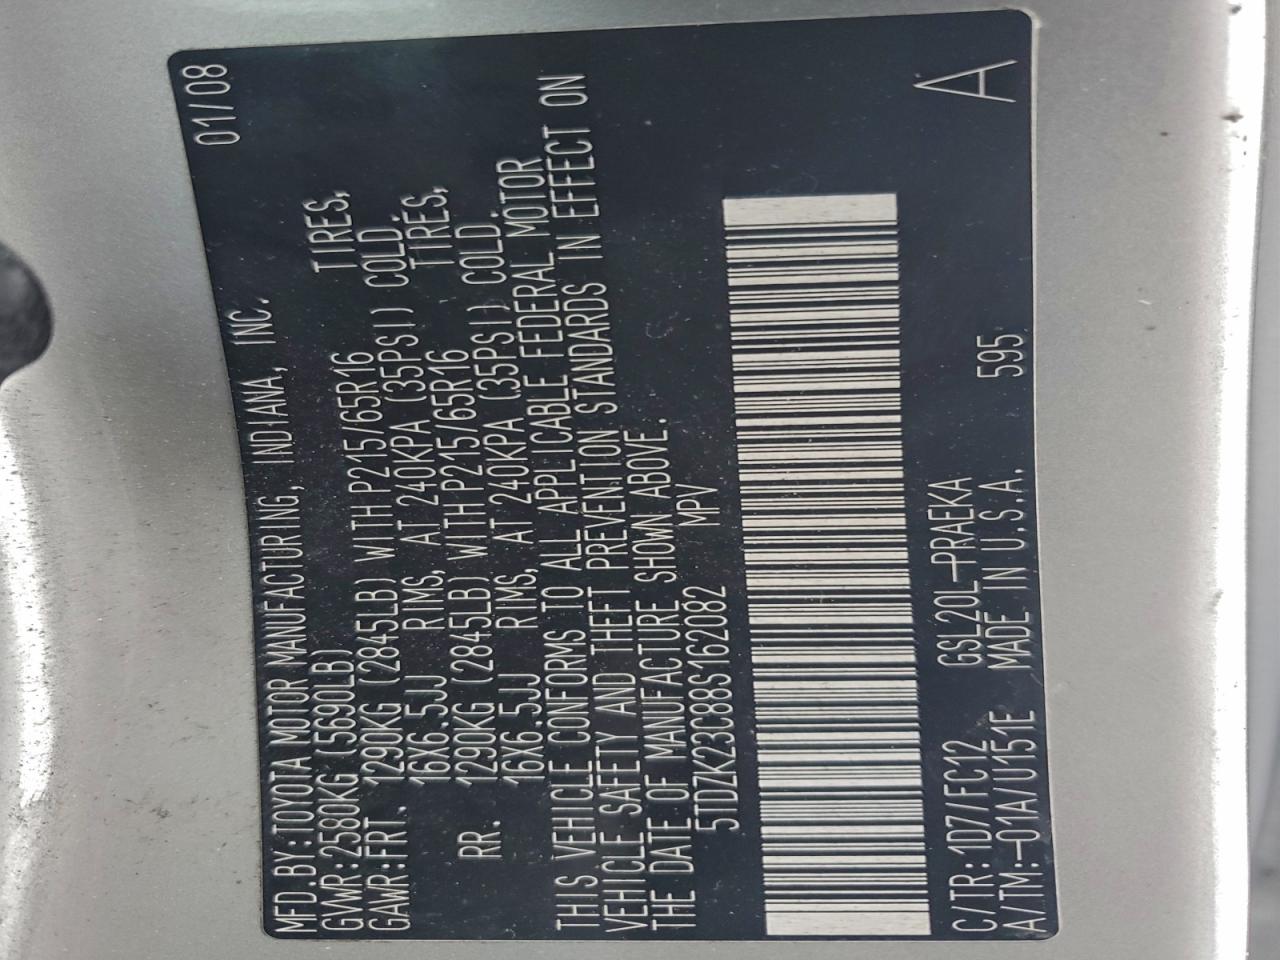 MFD.BY:TOYOTA MOTOR MANUFACTURING, INDIANA, INC. 01/08
GVWR:2580KG (5690LB)
GAWR:FRT. 1290KG (2845LB) WITH P215/65R16 TIRES,
16X6.5JJ RIMS, AT 240KPA (35PSI) COLD.
RR. 1290KG (2845LB) WITH P215/65R16 TIRES,
16X6.5JJ RIMS, AT 240KPA (35PSI) COLD.
THIS VEHICLE CONFORMS TO ALL APPLICABLE FEDERAL MOTOR
VEHICLE SAFETY AND THEFT PREVENTION STANDARDS IN EFFECT ON
THE DATE OF MANUFACTURE SHOWN ABOVE.
5TDZK23C88S162082 MPV
C/TR:1D7/FC12 GSL20L-PRAEKA A
A/TM:-01A/U151E MADE IN U.S.A. 595